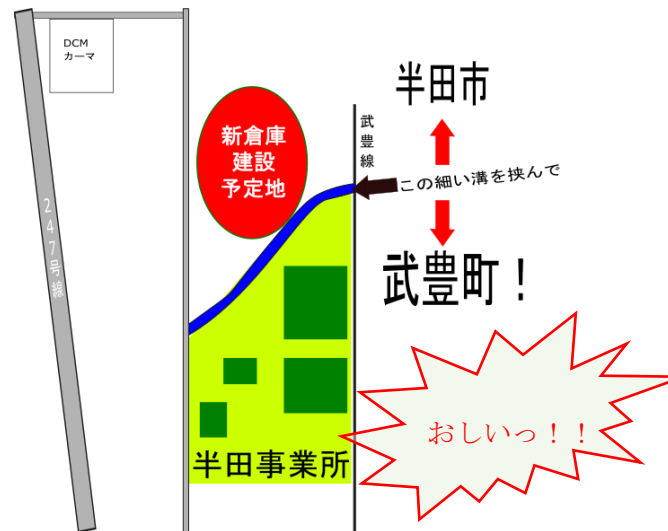 DCM
カーマ
半田市
武豊線
新倉庫
建設
予定地
この細い溝を挟んで
247号線
武豊町！
おしいっ！！
半田事業所